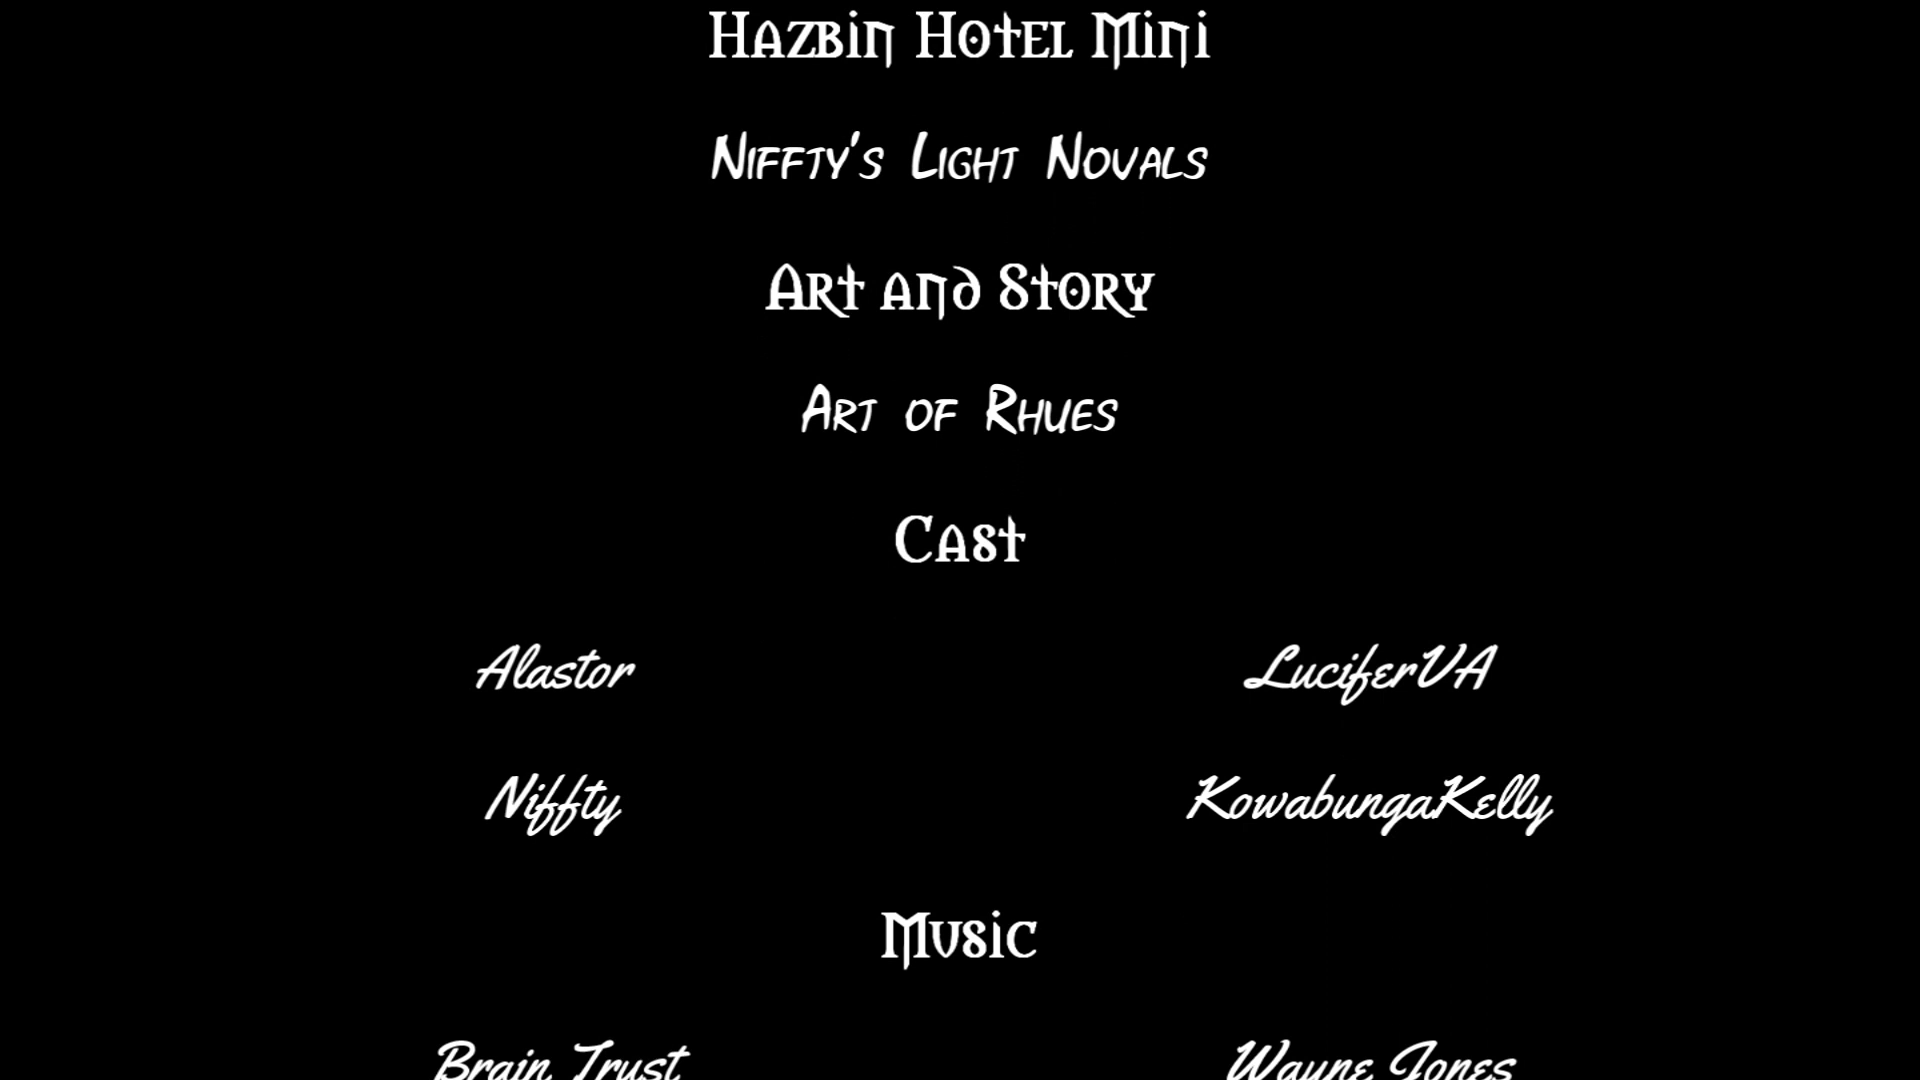 Hazbin Hotel Mini
Niffty's Light Novals
Art and Story
Art of Rhues
Cast
Alastor LuciferVA
Niffty KowabungaKelly
Music
Brain Trust Wayne Jones